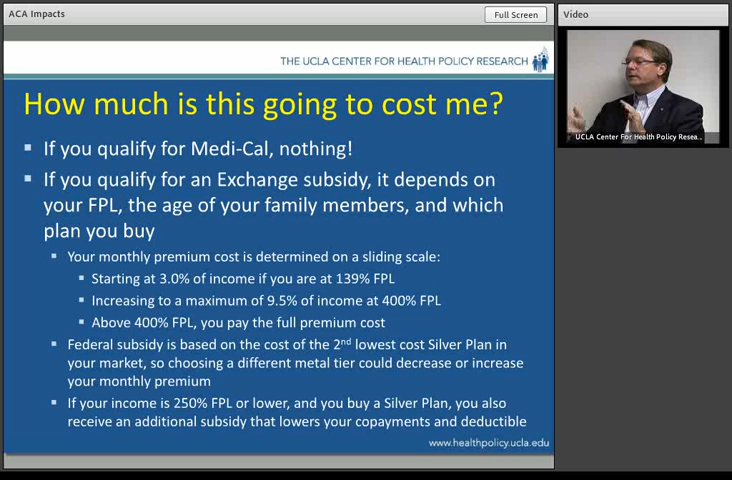 ACA Impacts
Full Screen
Video
THE UCLA CENTER FOR HEALTH POLICY RESEARCH
How much is this going to cost me?
If you qualify for Medi-Cal, nothing!
If you qualify for an Exchange subsidy, it depends on
your FPL, the age of your family members, and which
plan you buy
Your monthly premium cost is determined on a sliding scale:
Starting at 3.0% of income if you are at 139% FPL
Increasing to a maximum of 9.5% of income at 400% FPL
Above 400% FPL, you pay the full premium cost
Federal subsidy is based on the cost of the 2nd lowest cost Silver Plan in
your market, so choosing a different metal tier could decrease or increase
your monthly premium
If your income is 250% FPL or lower, and you buy a Silver Plan, you also
receive an additional subsidy that lowers your copayments and deductible
www.healthpolicy.ucla.edu
UCLA Center For Health Policy Resea...